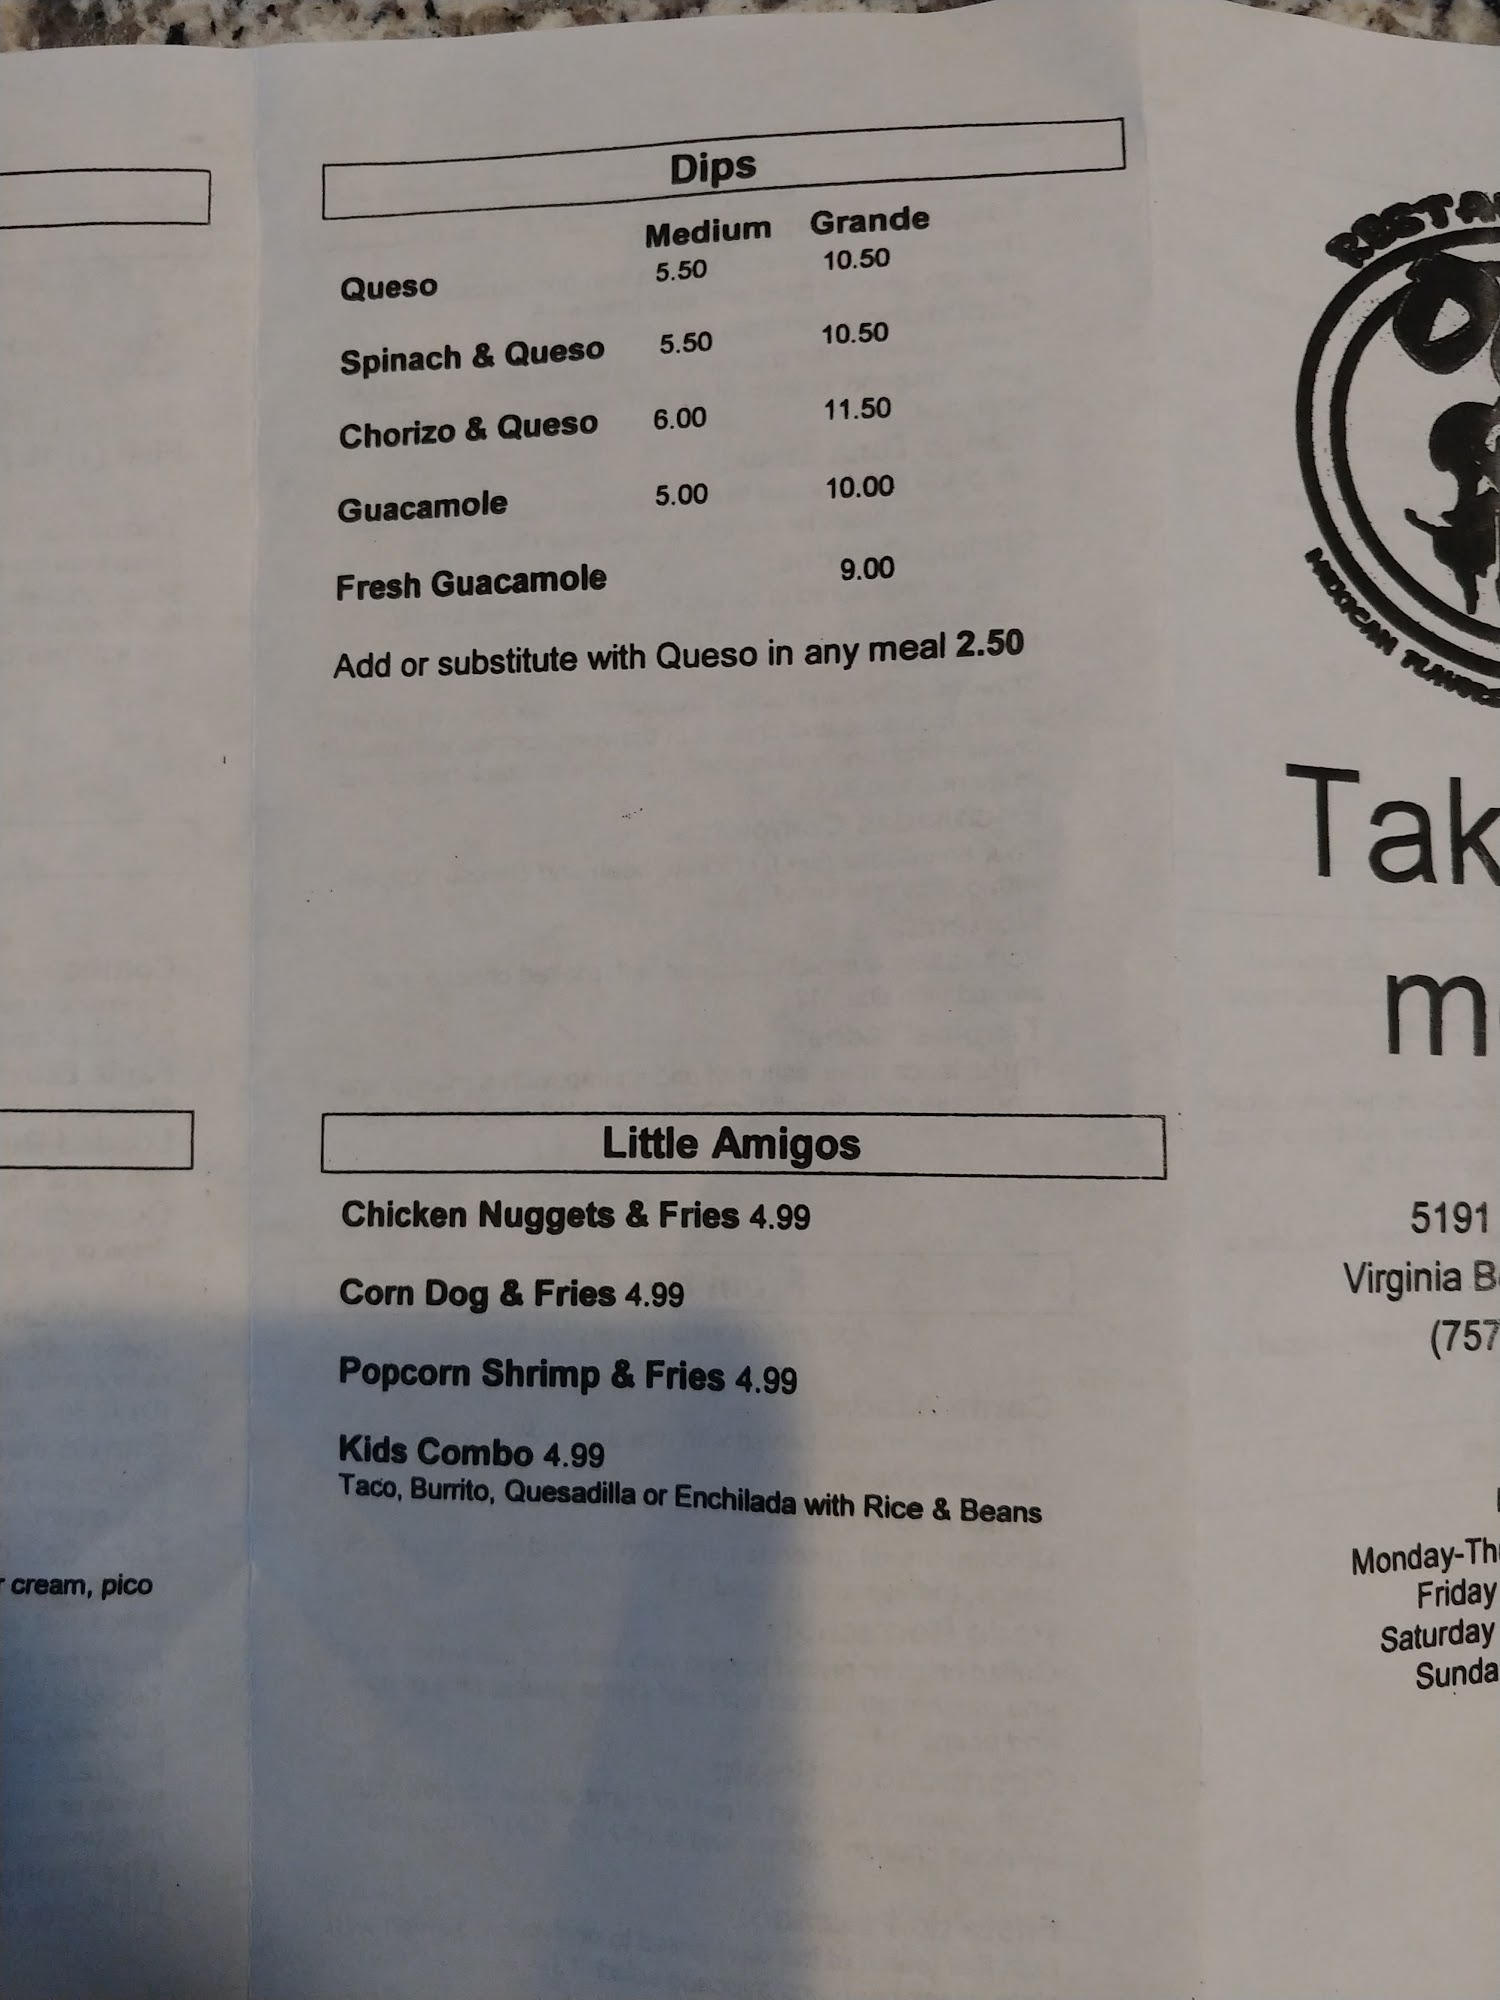 Dips
Medium Grande
Queso 5.50 10.50
Spinach & Queso 5.50 10.50
Chorizo & Queso 6.00 11.50
Guacamole 5.00 10.00
Fresh Guacamole 9.00
Add or substitute with Queso in any meal 2.50
Little Amigos
Chicken Nuggets & Fries 4.99
Corn Dog & Fries 4.99
Popcorn Shrimp & Fries 4.99
Kids Combo 4.99
Taco, Burrito, Quesadilla or Enchilada with Rice & Beans
cream, pico
MEXICAN
Tak
m
5191
Virginia B
(757
Monday-Th
Friday
Saturday
Sunda